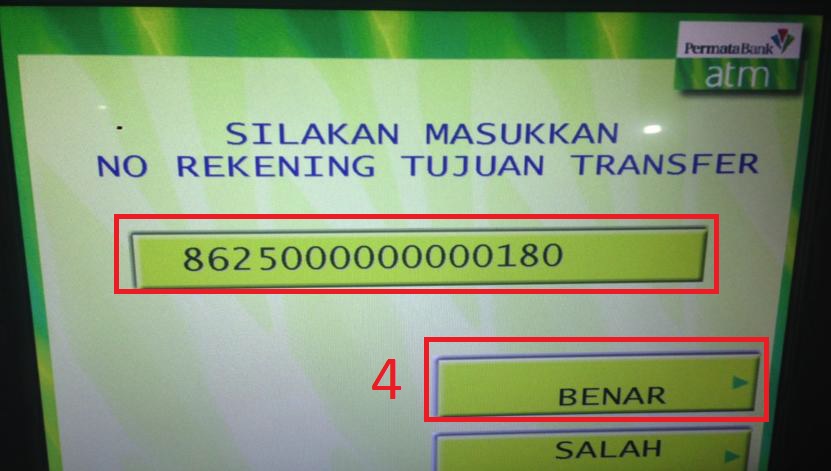 PermataBank
atm
SILAKAN MASUKKAN
NO REKENING TUJUAN TRANSFER
8625000000000180
4
BENAR
SALAH